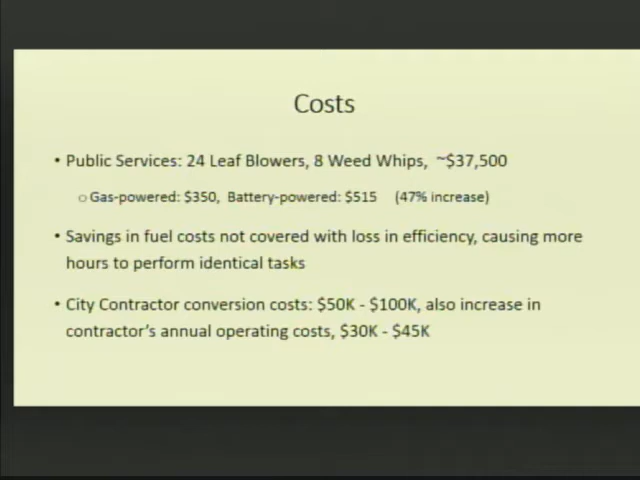 Costs
• Public Services: 24 Leaf Blowers, 8 Weed Whips, ~$37,500
○ Gas-powered: $350, Battery-powered: $515 (47% increase)
• Savings in fuel costs not covered with loss in efficiency, causing more
hours to perform identical tasks
• City Contractor conversion costs: $50K - $100K, also increase in
contractor's annual operating costs, $30K - $45K